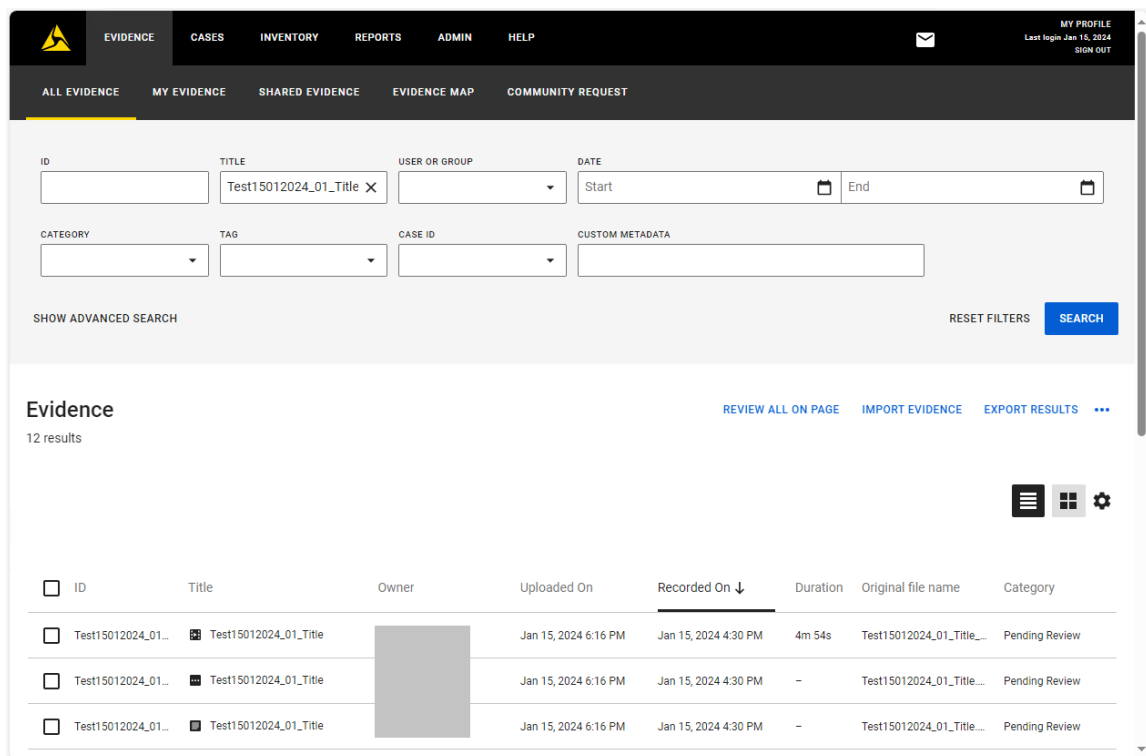 EVIDENCE CASES INVENTORY REPORTS ADMIN HELP
MY PROFILE
Last login Jan 15, 2024
SIGN OUT
ALL EVIDENCE MY EVIDENCE SHARED EVIDENCE EVIDENCE MAP COMMUNITY REQUEST
ID TITLE USER OR GROUP DATE
Test15012024_01_Title Start End
CATEGORY TAG CASE ID CUSTOM METADATA
SHOW ADVANCED SEARCH RESET FILTERS SEARCH
Evidence REVIEW ALL ON PAGE IMPORT EVIDENCE EXPORT RESULTS
12 results
ID Title Owner Uploaded On Recorded On Duration Original file name Category
Test15012024_01... Test15012024_01_Title Jan 15, 2024 6:16 PM Jan 15, 2024 4:30 PM 4m 54s Test15012024_01_Title_... Pending Review
Test15012024_01... Test15012024_01_Title Jan 15, 2024 6:16 PM Jan 15, 2024 4:30 PM – Test15012024_01_Title.... Pending Review
Test15012024_01... Test15012024_01_Title Jan 15, 2024 6:16 PM Jan 15, 2024 4:30 PM – Test15012024_01_Title.... Pending Review